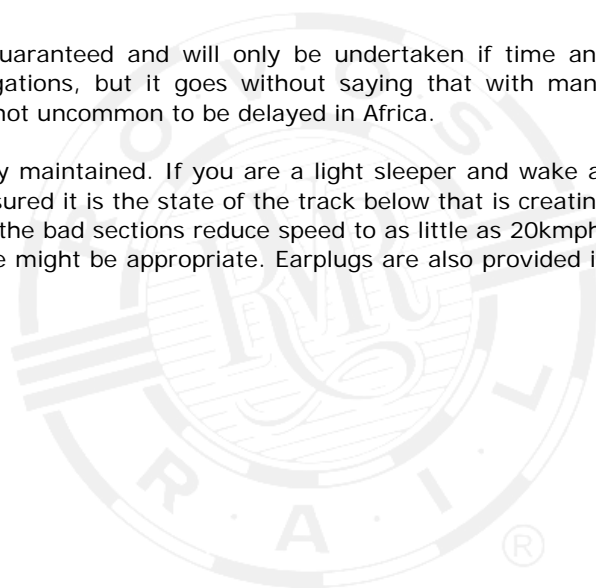 uaranteed and will only be undertaken if time an
gations, but it goes without saying that with man
not uncommon to be delayed in Africa.
y maintained. If you are a light sleeper and wake a
sured it is the state of the track below that is creatin
the bad sections reduce speed to as little as 20kmph
e might be appropriate. Earplugs are also provided i
ROVOS
RVR
RAIL
®